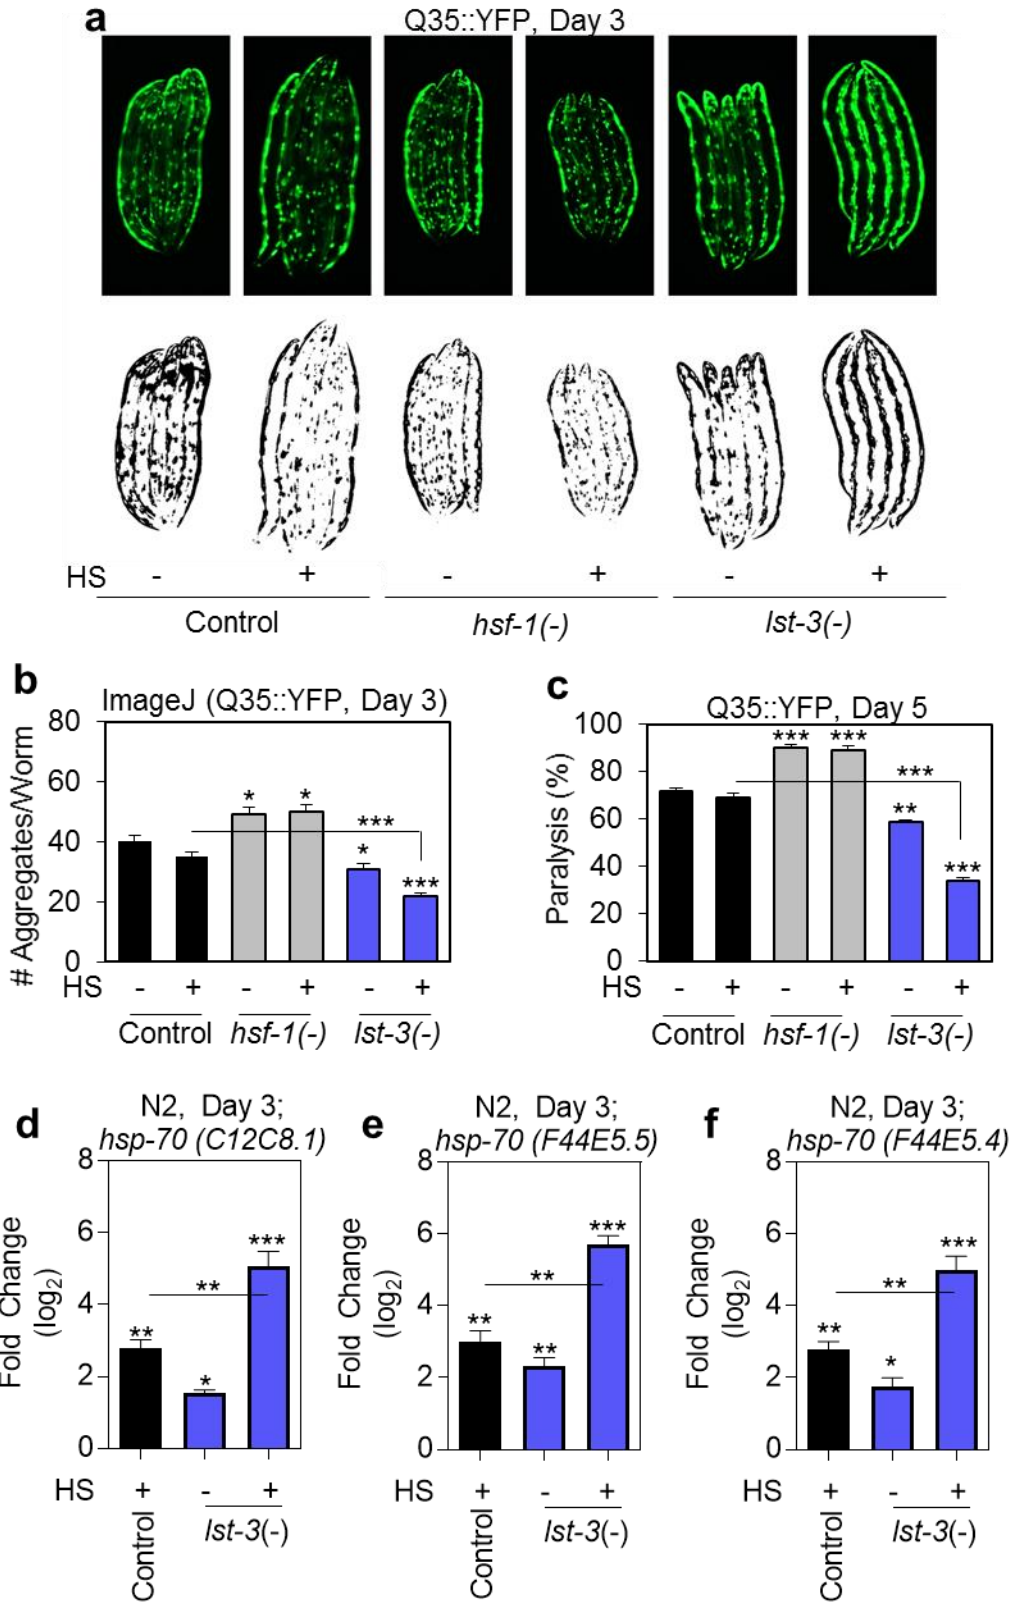 a
Q35::YFP, Day 3
HS - + - + - +
Control hsf-1(-) lst-3(-)
b
ImageJ (Q35::YFP, Day 3)
# Aggregates/Worm
80
60
40
20
0
* * *** * ***
HS - + - + - +
Control hsf-1(-) lst-3(-)
c
Q35::YFP, Day 5
Paralysis (%)
100
80
60
40
20
0
*** *** *** ** ***
HS - + - + - +
Control hsf-1(-) lst-3(-)
d
N2, Day 3;
hsp-70 (C12C8.1)
Fold Change
(log2)
8
6
4
2
0
** * ** ***
HS + - +
Control lst-3(-)
e
N2, Day 3;
hsp-70 (F44E5.5)
Fold Change
(log2)
8
6
4
2
0
** ** ** ***
HS + - +
Control lst-3(-)
f
N2, Day 3;
hsp-70 (F44E5.4)
Fold Change
(log2)
8
6
4
2
0
** * ** ***
HS + - +
Control lst-3(-)